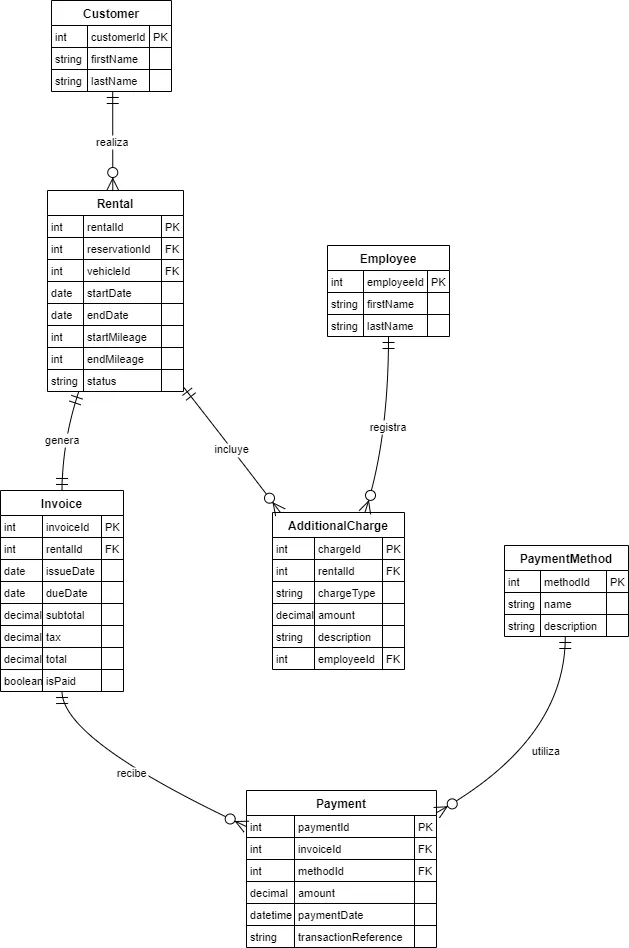 Customer
int customerId PK
string firstName
string lastName
realiza
Rental
int rentalId PK
int reservationId FK
int vehicleId FK
date startDate
date endDate
int startMileage
int endMileage
string status
Employee
int employeeId PK
string firstName
string lastName
genera
incluye
registra
Invoice
int invoiceId PK
int rentalId FK
date issueDate
date dueDate
decimal subtotal
decimal tax
decimal total
boolean isPaid
AdditionalCharge
int chargeId PK
int rentalId FK
string chargeType
decimal amount
string description
int employeeId FK
PaymentMethod
int methodId PK
string name
string description
recibe
utiliza
Payment
int paymentId PK
int invoiceId FK
int methodId FK
decimal amount
datetime paymentDate
string transactionReference